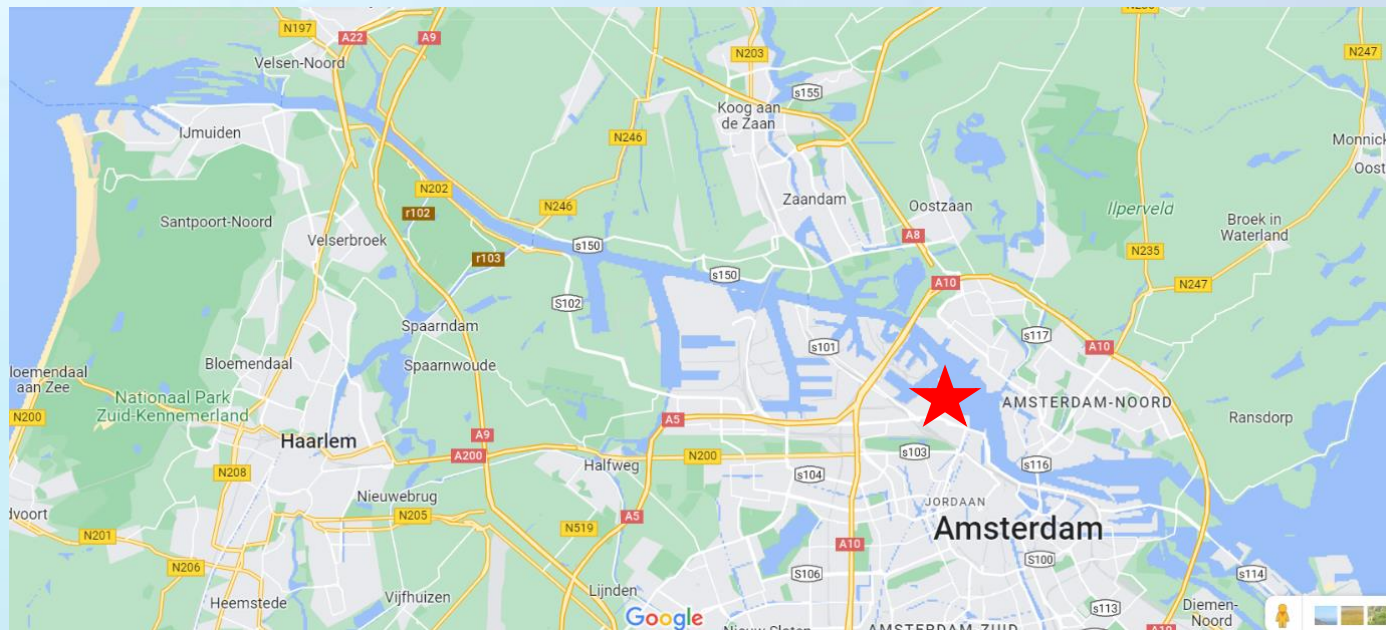 N197
A22
A9
Velsen-Noord
N203
N247
s155
Koog aan
de Zaan
IJmuiden
N246
Monnick
Oost
N202
N246
Zaandam
Oostzaan
Ilperveld
Broek in
Waterland
r102
Santpoort-Noord
Velserbroek
s150
A8
N235
r103
s150
A10
N247
S102
Spaarndam
s101
s117
A10
Bloemendaal
Spaarnwoude
loemendaal
aan Zee
Nationaal Park
Zuid-Kennemerland
AMSTERDAM-NOORD
N200
A5
Ransdorp
Haarlem
A9
A200
N200
s103
Halfweg
s116
N208
s104
Nieuwebrug
JORDAAN
N205
A5
N519
Amsterdam
dvoort
N201
A10
S100
N206
S106
s114
Lijnden
Vijfhuizen
Heemstede
s113
Diemen-
Noord
Google